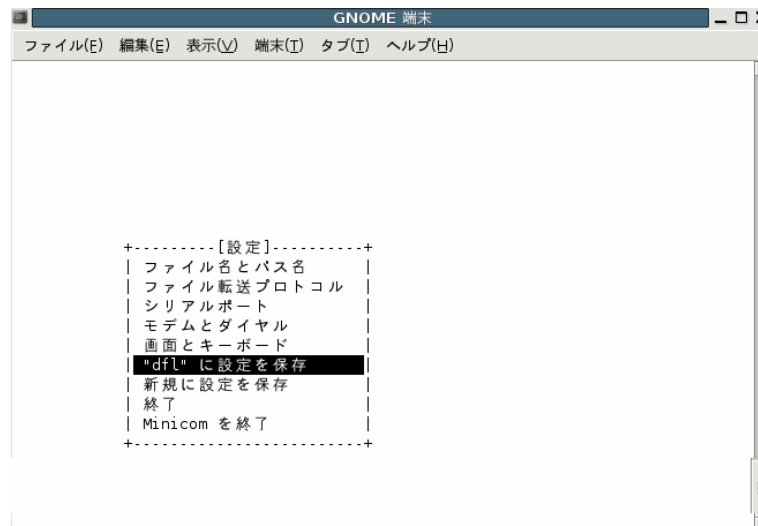 GNOME 端末
ファイル(F) 編集(E) 表示(V) 端末(T) タブ(T) ヘルプ(H)
+---------[設定]----------+
| ファイル名とパス名 |
| ファイル転送プロトコル |
| シリアルポート |
| モデムとダイヤル |
| 画面とキーボード |
| "dfl" に設定を保存 |
| 新規に設定を保存 |
| 終了 |
| Minicom を終了 |
+-------------------------+